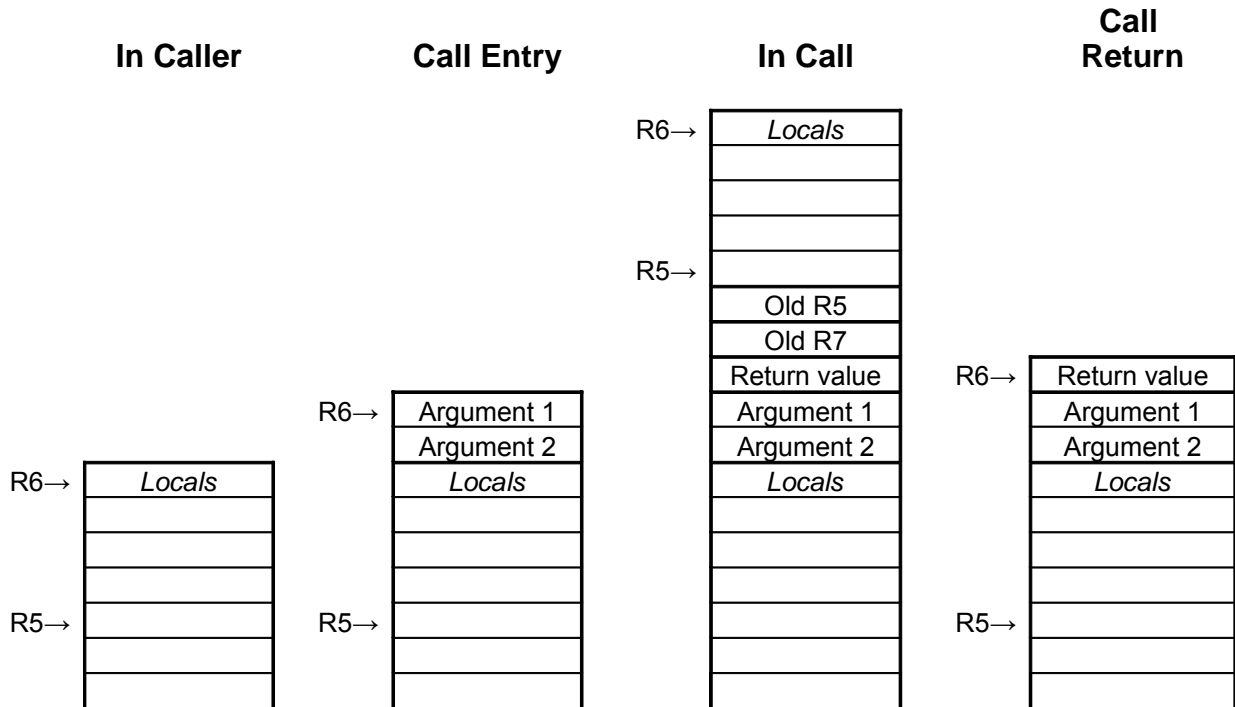 In Caller
Call Entry
In Call
Call
Return
R6→
Locals
R5→
R6→
Argument 1
Argument 2
Locals
R5→
R6→
Locals
R5→
Old R5
Old R7
Return value
Argument 1
Argument 2
Locals
R6→
Return value
Argument 1
Argument 2
Locals
R5→